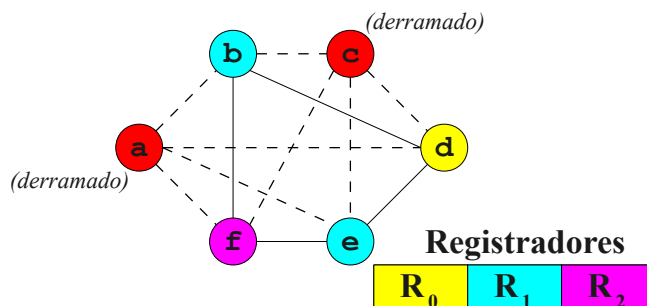 (derramado)
b
c
a
d
(derramado)
f
e
Registradores
R₀ R₁ R₂